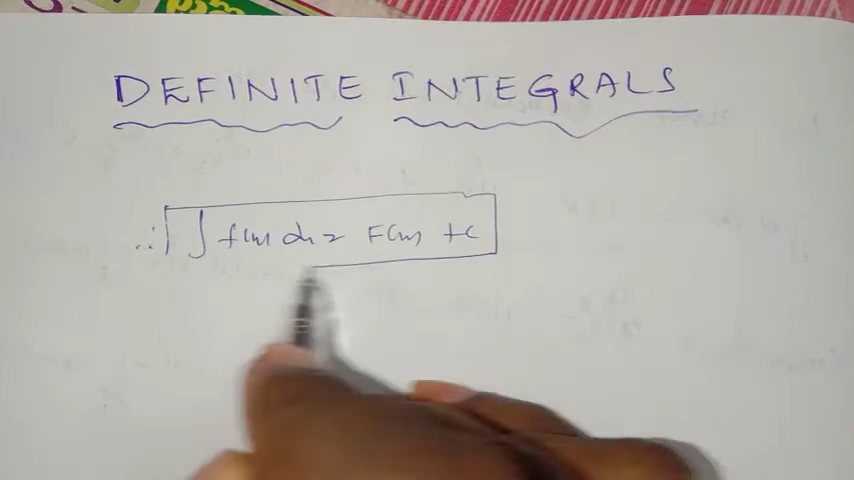 DEFINITE INTEGRALS
∴ ∫ f(x) dx = F(x) + c